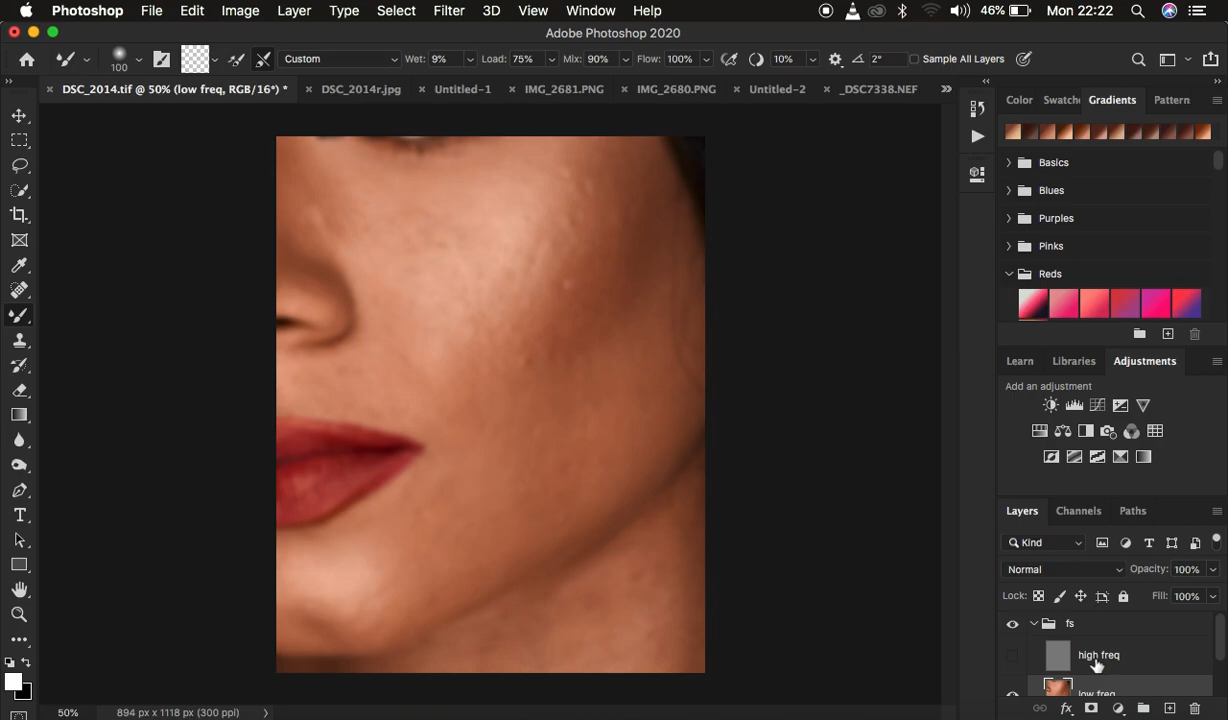 Photoshop File Edit Image Layer Type Select Filter 3D View Window Help 46% Mon 22:22
Adobe Photoshop 2020
100 Custom Wet: 9% Load: 75% Mix: 90% Flow: 100% 10% 2° Sample All Layers
DSC_2014.tif @ 50% (low freq, RGB/16*) * DSC_2014r.jpg Untitled-1 IMG_2681.PNG IMG_2680.PNG Untitled-2 _DSC7338.NEF
Color Swatche Gradients Pattern
Basics
Blues
Purples
Pinks
Reds
Learn Libraries Adjustments
Add an adjustment
Layers Channels Paths
Kind
Normal Opacity: 100%
Lock: Fill: 100%
fs
high freq
low freq
50% 894 px x 1118 px (300 ppi)